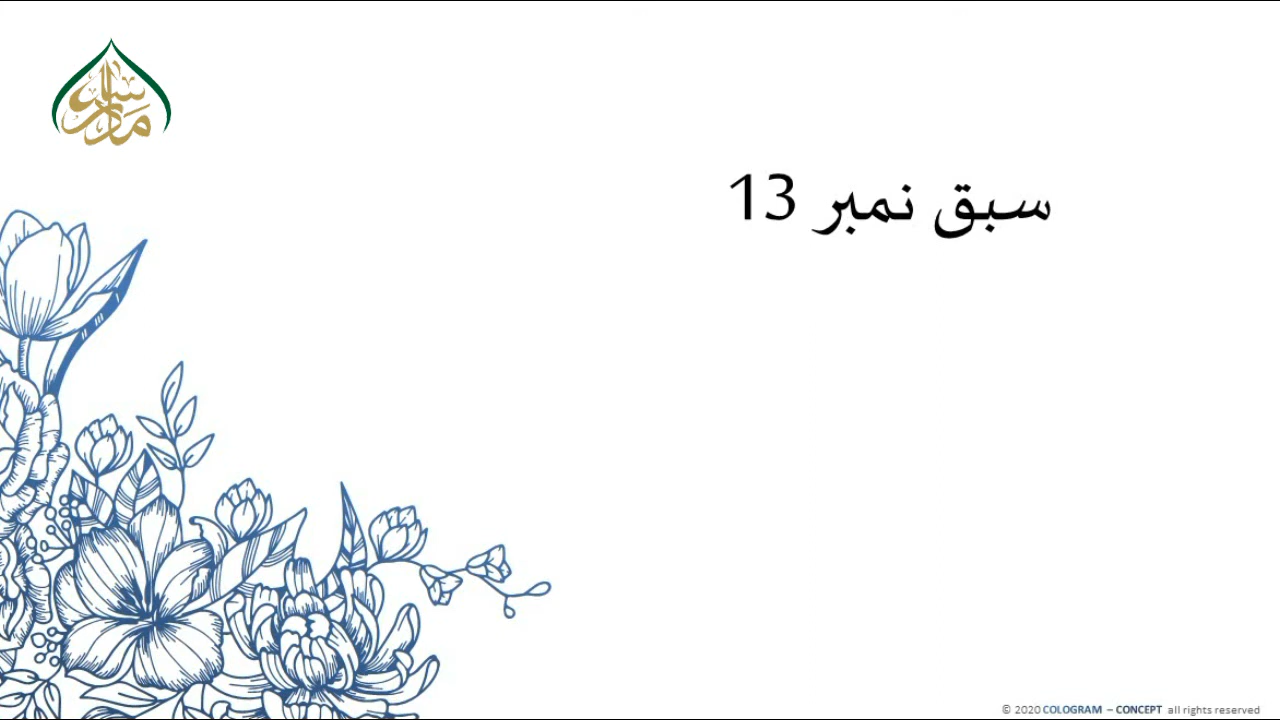 سبق نمبر 13
© 2020 COLOGRAM – CONCEPT all rights reserved